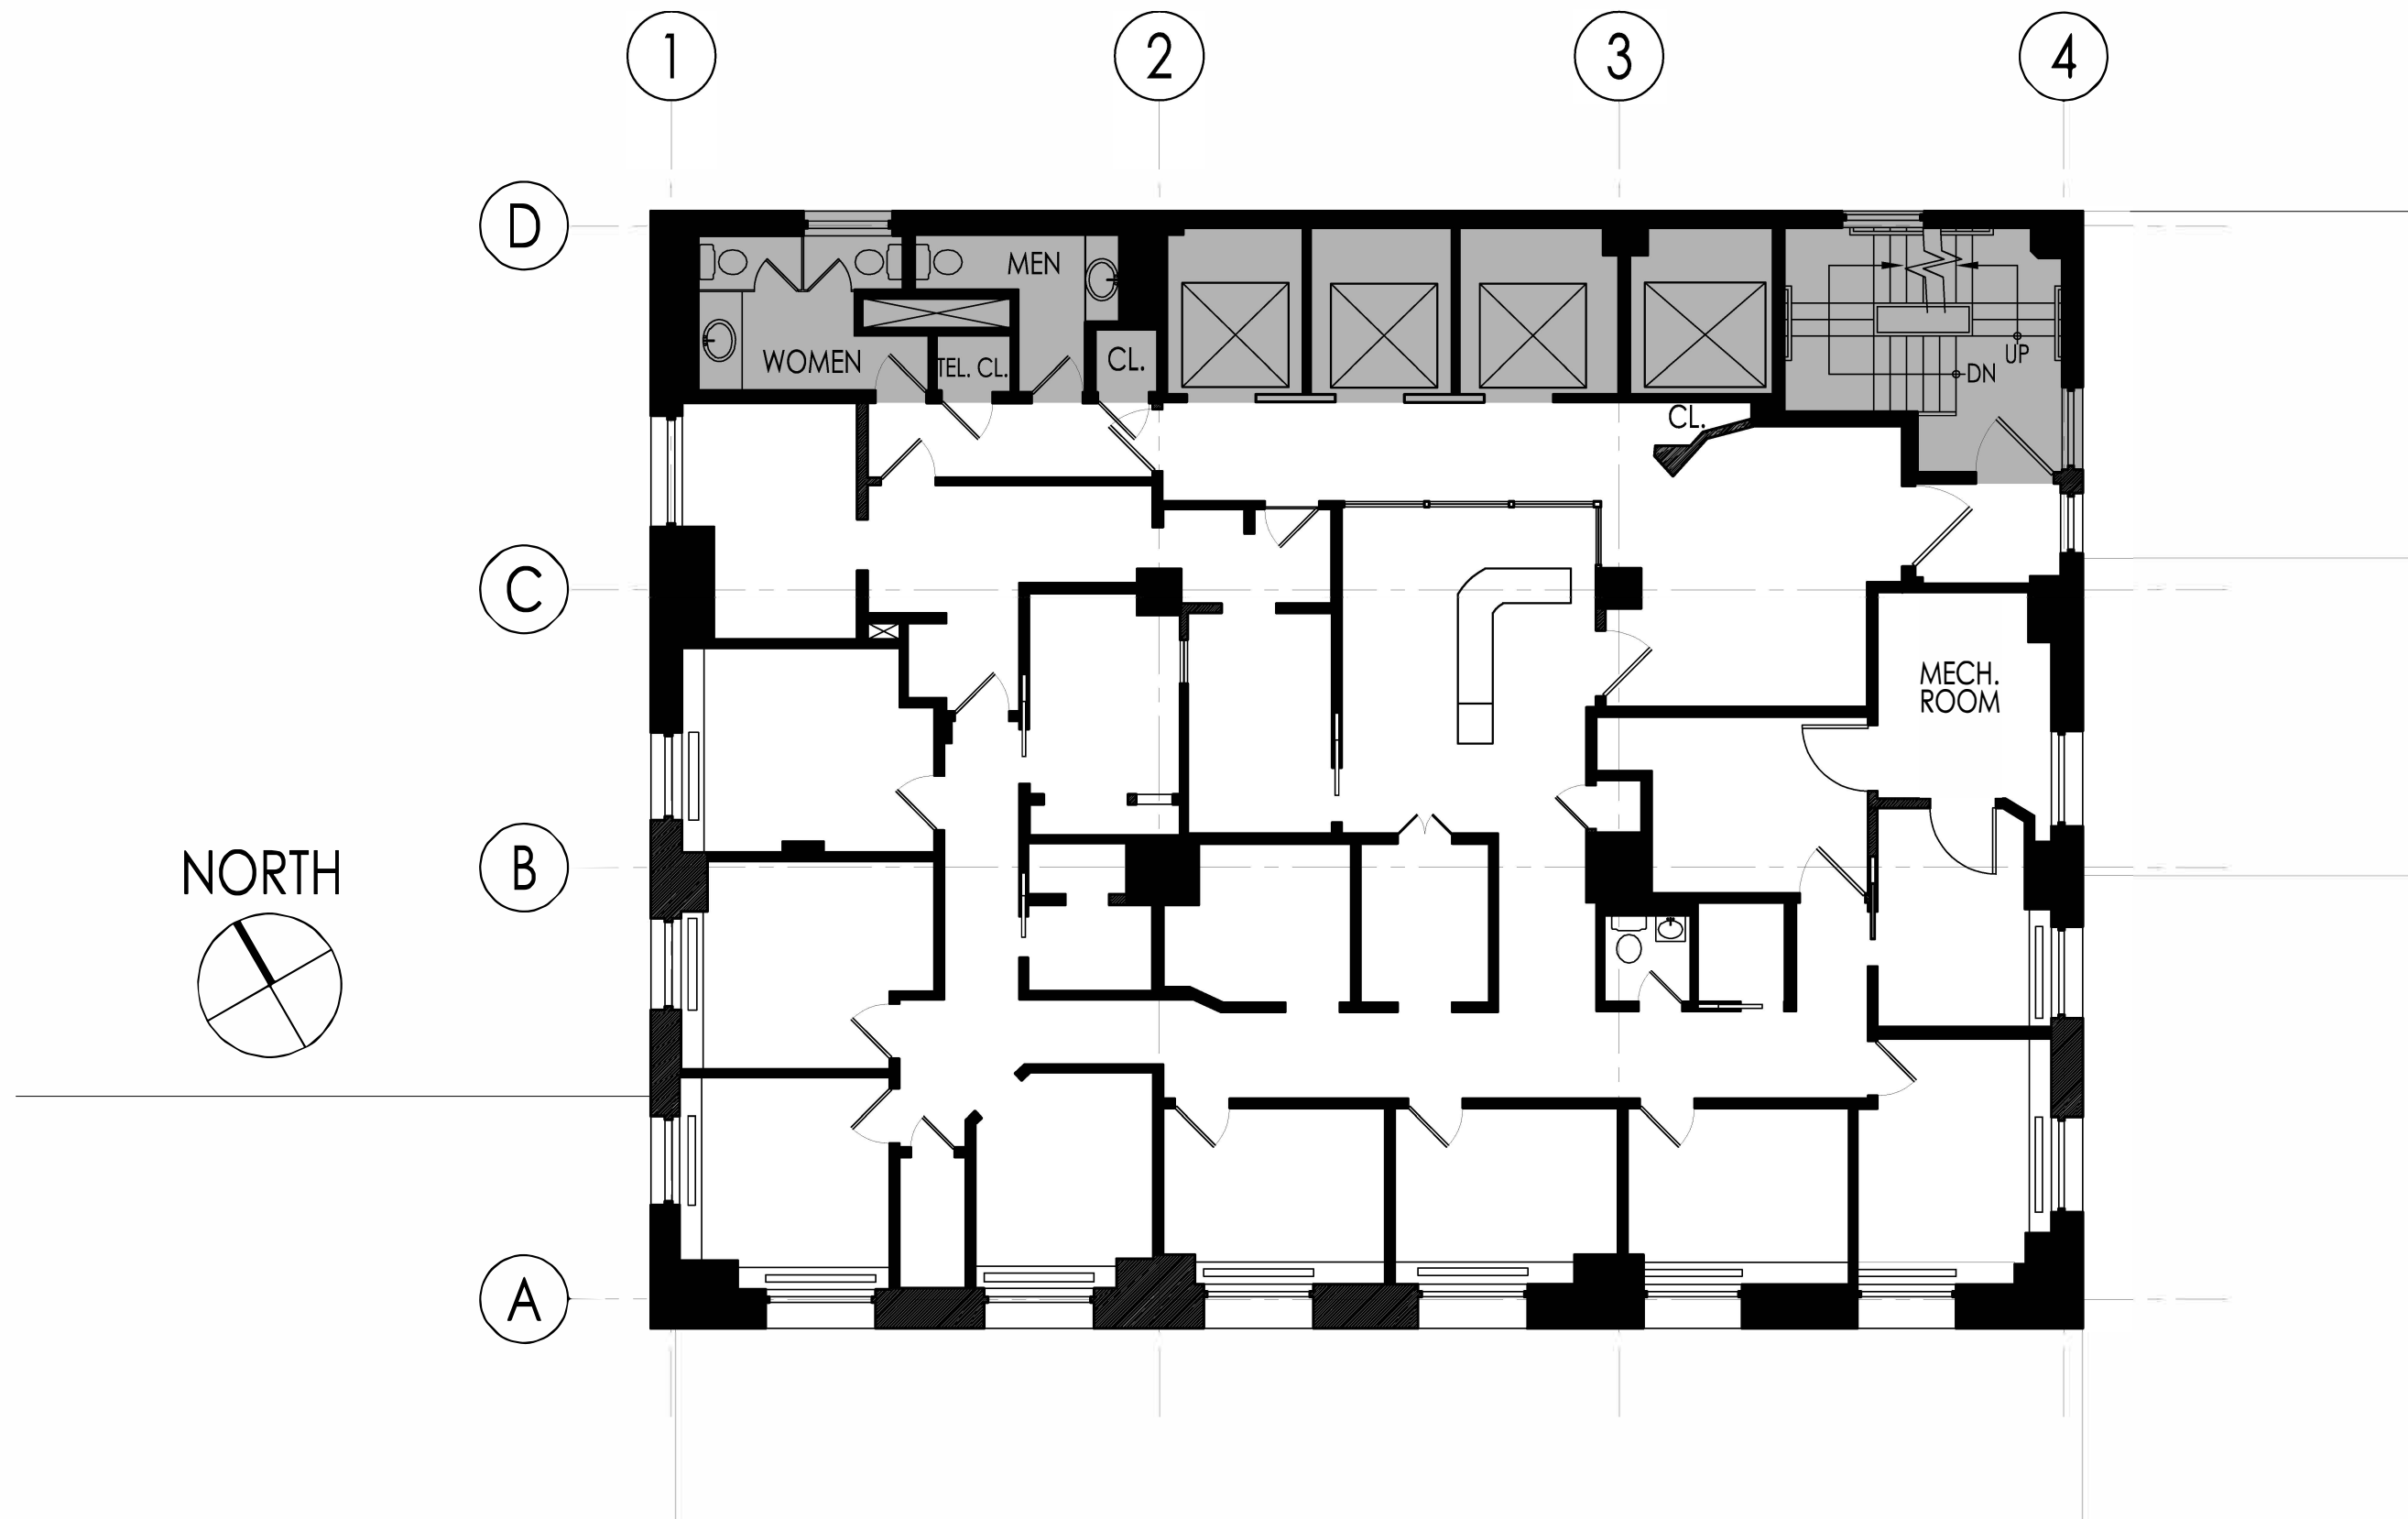 1
2
3
4
D
MEN
WOMEN
TEL. CL.
CL.
UP
DN
CL.
C
MECH.
ROOM
B
NORTH
A